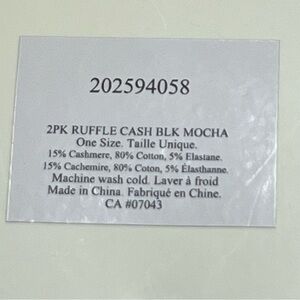 202594058
2PK RUFFLE CASH BLK MOCHA
One Size. Taille Unique.
15% Cashmere, 80% Cotton, 5% Elastane.
15% Cachemire, 80% Coton, 5% Élasthanne.
Machine wash cold. Laver à froid
Made in China. Fabriqué en Chine.
CA #07043